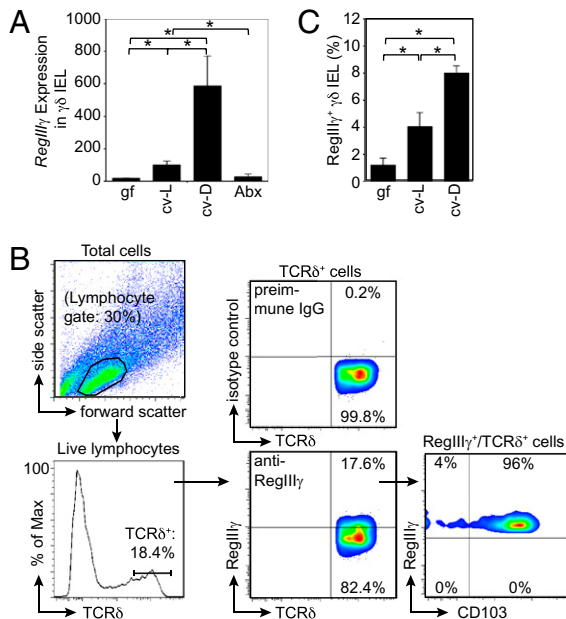 A
RegIIIγ Expression
in γδ IEL
1000
800
600
400
200
0
*
* *
*
gf cv-L cv-D Abx
C
RegIIIγ⁺ γδ IEL (%)
12
10
8
6
4
2
0
*
* *
gf cv-L cv-D
B
Total cells
(Lymphocyte
gate: 30%)
side scatter
forward scatter
TCRδ⁺ cells
preim-
mune IgG
0.2%
99.8%
isotype control
TCRδ
Live lymphocytes
100
% of Max
TCRδ⁺:
18.4%
TCRδ
anti-
RegIIIγ
17.6%
82.4%
RegIIIγ
TCRδ
RegIIIγ⁺/TCRδ⁺ cells
4% 96%
0% 0%
RegIIIγ
CD103